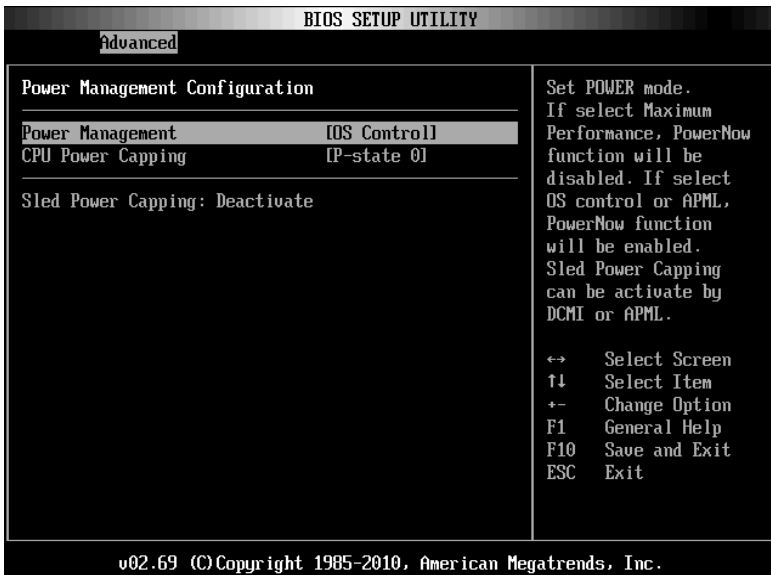 BIOS SETUP UTILITY
Advanced
Power Management Configuration
Power Management [OS Control]
CPU Power Capping [P-state 0]
Sled Power Capping: Deactivate
Set POWER mode.
If select Maximum
Performance, PowerNow
function will be
disabled. If select
OS control or APML,
PowerNow function
will be enabled.
Sled Power Capping
can be activate by
DCMI or APML.
↔ Select Screen
↑↓ Select Item
+- Change Option
F1 General Help
F10 Save and Exit
ESC Exit
v02.69 (C)Copyright 1985-2010, American Megatrends, Inc.